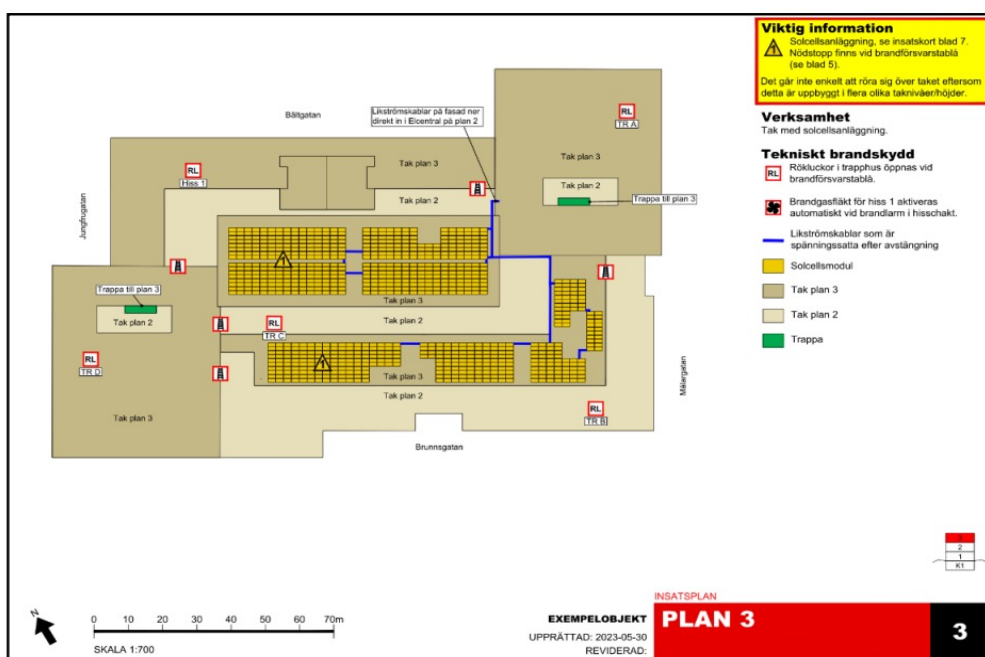 Viktig information
1
Solcellsanläggning, se insatskort blad 7.
Nödstopp finns vid brandförsvarstablå
(se blad 5).
Det går inte enkelt att röra sig över taket eftersom
detta är uppbyggt i flera olika taknivåer/höjder.
Verksamhet
Tak med solcellsanläggning.
Tekniskt brandskydd
RL
Rökluckor i trapphus öppnas vid
brandförsvarstablå.
Brandgasfläkt för hiss 1 aktiveras
automatiskt vid brandlarm i hisschakt.
Likströmskablar som är
spänningssatta efter avstängning
Solcellsmodul
Tak plan 3
Tak plan 2
Trappa
Bältgatan
Likströmskablar på fasad ner
direkt in i Elcentral på plan 2
RL
TR A
Tak plan 3
Tak plan 3
RL
Hiss 1
Tak plan 2
Tak plan 2
Trappa till plan 3
Jungfrugatan
1
Trappa till plan 3
Tak plan 3
Tak plan 2
Tak plan 2
RL
TR C
RL
TR D
1
Tak plan 3
Tak plan 2
Mälargatan
RL
TR B
Tak plan 3
Brunnsgatan
3
2
1
K1
N
0 10 20 30 40 50 60 70m
SKALA 1:700
EXEMPELOBJEKT
UPPRÄTTAD: 2023-05-30
REVIDERAD:
INSATSPLAN
PLAN 3
3